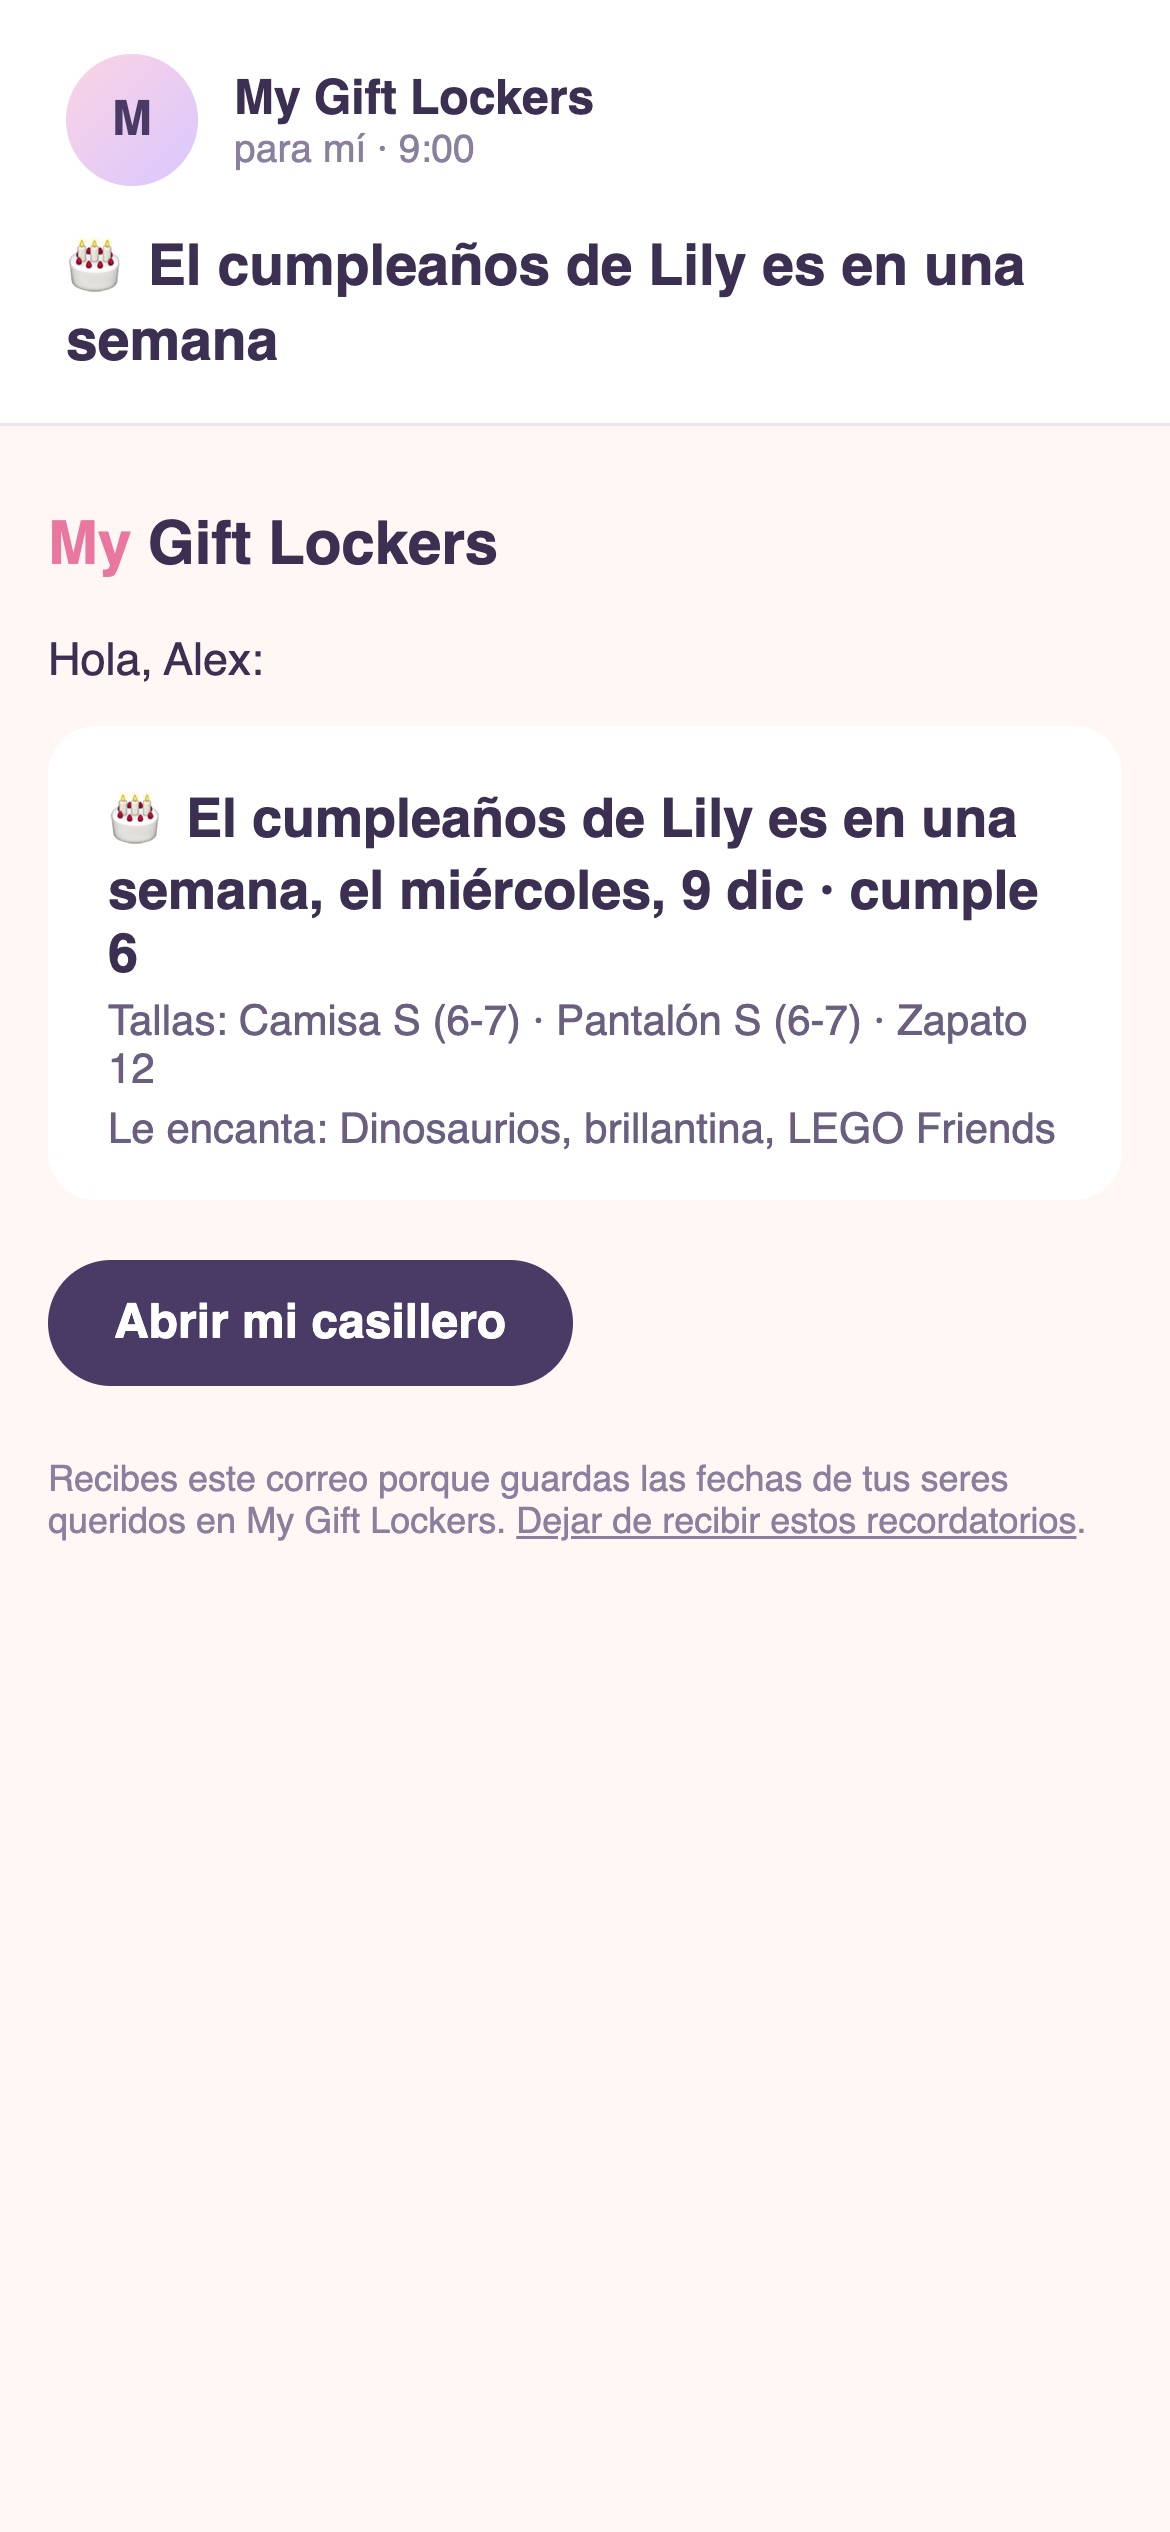 M
My Gift Lockers
para mí · 9:00
🎂 El cumpleaños de Lily es en una
semana
My Gift Lockers
Hola, Alex:
🎂 El cumpleaños de Lily es en una
semana, el miércoles, 9 dic · cumple
6
Tallas: Camisa S (6-7) · Pantalón S (6-7) · Zapato
12
Le encanta: Dinosaurios, brillantina, LEGO Friends
Abrir mi casillero
Recibes este correo porque guardas las fechas de tus seres
queridos en My Gift Lockers. Dejar de recibir estos recordatorios.